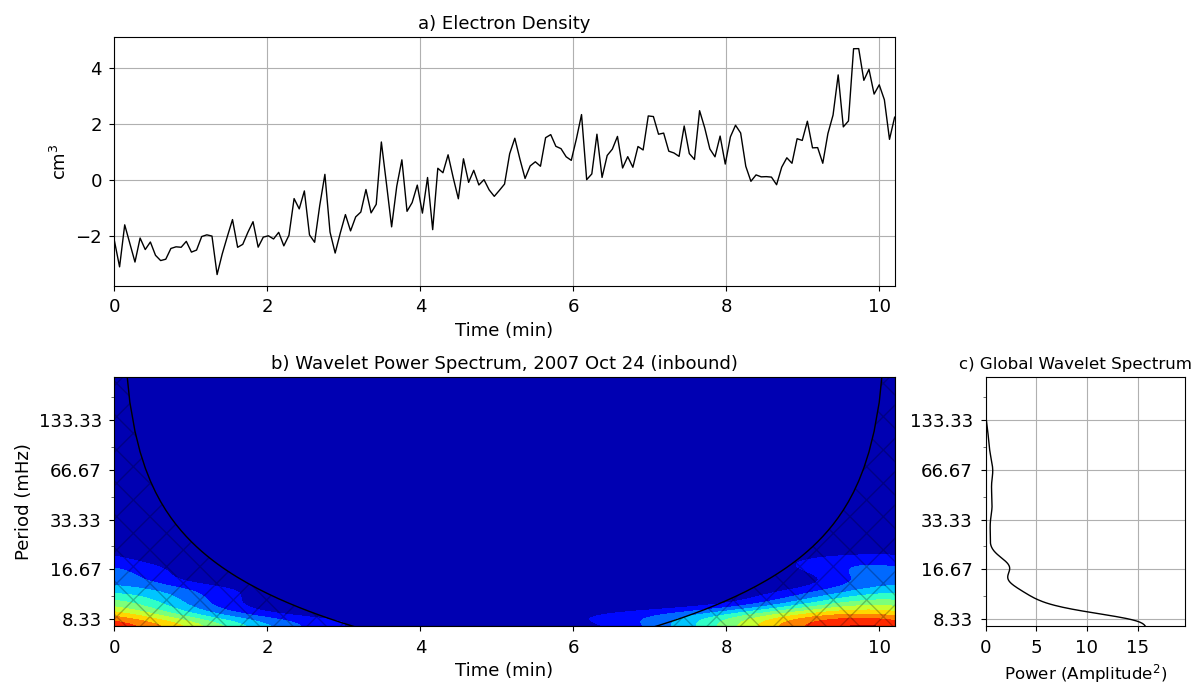 a) Electron Density
4
2
0
−2
cm³
0 2 4 6 8 10
Time (min)
b) Wavelet Power Spectrum, 2007 Oct 24 (inbound)
133.33
66.67
33.33
16.67
8.33
Period (mHz)
0 2 4 6 8 10
Time (min)
c) Global Wavelet Spectrum
133.33
66.67
33.33
16.67
8.33
0 5 10 15
Power (Amplitude²)